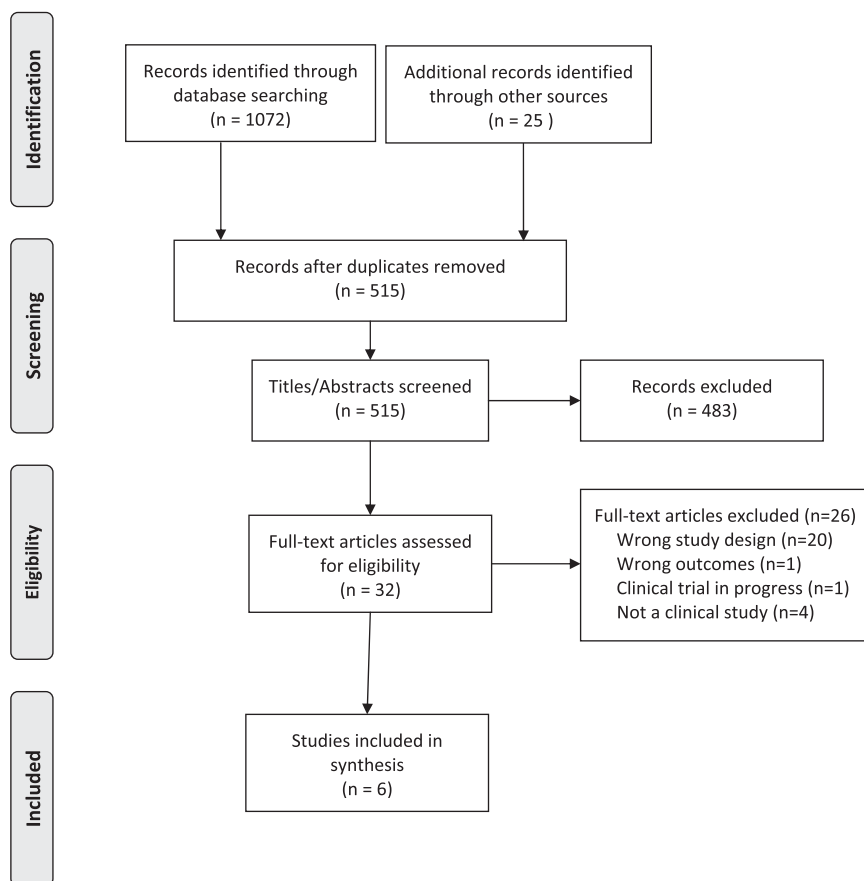 Identification
Records identified through
database searching
(n = 1072)
Additional records identified
through other sources
(n = 25 )
Screening
Records after duplicates removed
(n = 515)
Titles/Abstracts screened
(n = 515)
Records excluded
(n = 483)
Eligibility
Full-text articles assessed
for eligibility
(n = 32)
Full-text articles excluded (n=26)
Wrong study design (n=20)
Wrong outcomes (n=1)
Clinical trial in progress (n=1)
Not a clinical study (n=4)
Included
Studies included in
synthesis
(n = 6)